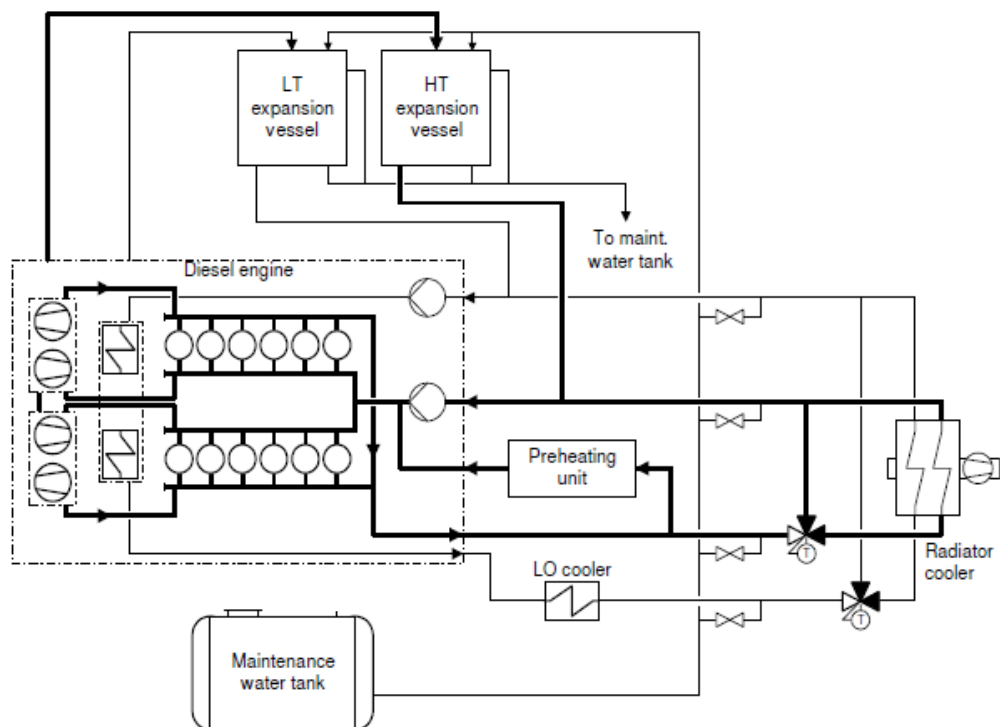 LT
expansion
vessel
HT
expansion
vessel
To maint.
water tank
Diesel engine
Preheating
unit
T
Radiator
cooler
LO cooler
T
Maintenance
water tank